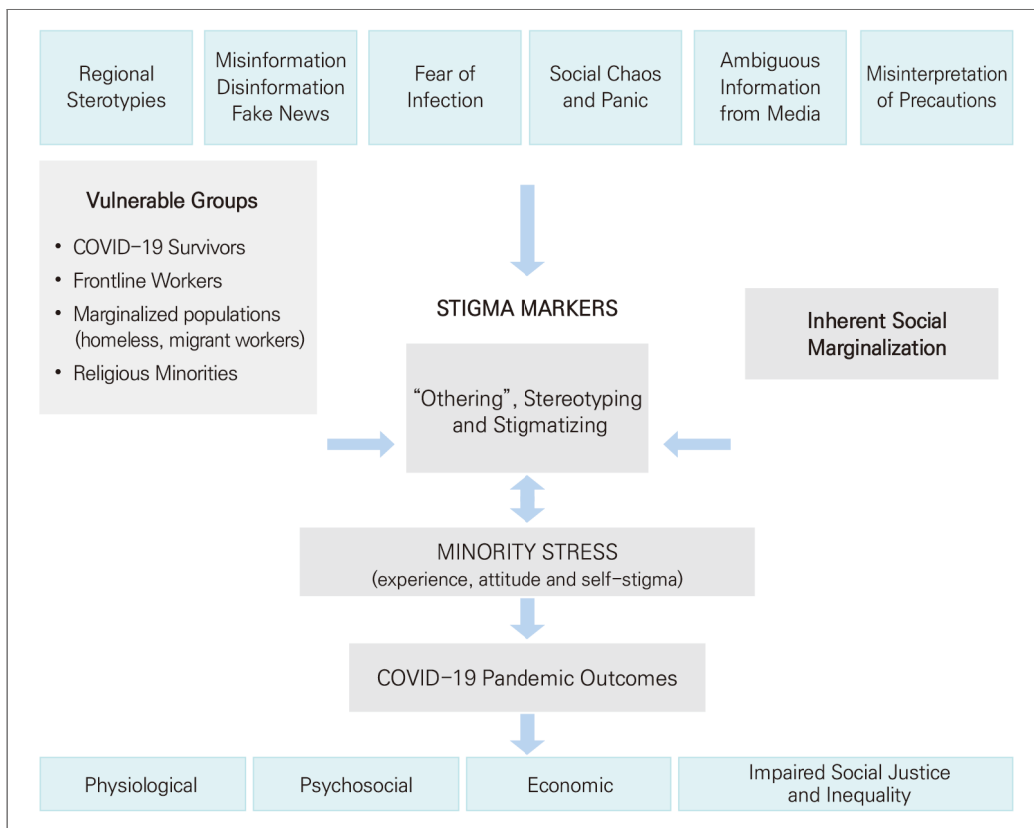 Regional
Sterotypies
Misinformation
Disinformation
Fake News
Fear of
Infection
Social Chaos
and Panic
Ambiguous
Information
from Media
Misinterpretation
of Precautions
Vulnerable Groups
• COVID-19 Survivors
• Frontline Workers
• Marginalized populations
(homeless, migrant workers)
• Religious Minorities
STIGMA MARKERS
"Othering", Stereotyping
and Stigmatizing
Inherent Social
Marginalization
MINORITY STRESS
(experience, attitude and self-stigma)
COVID-19 Pandemic Outcomes
Physiological
Psychosocial
Economic
Impaired Social Justice
and Inequality